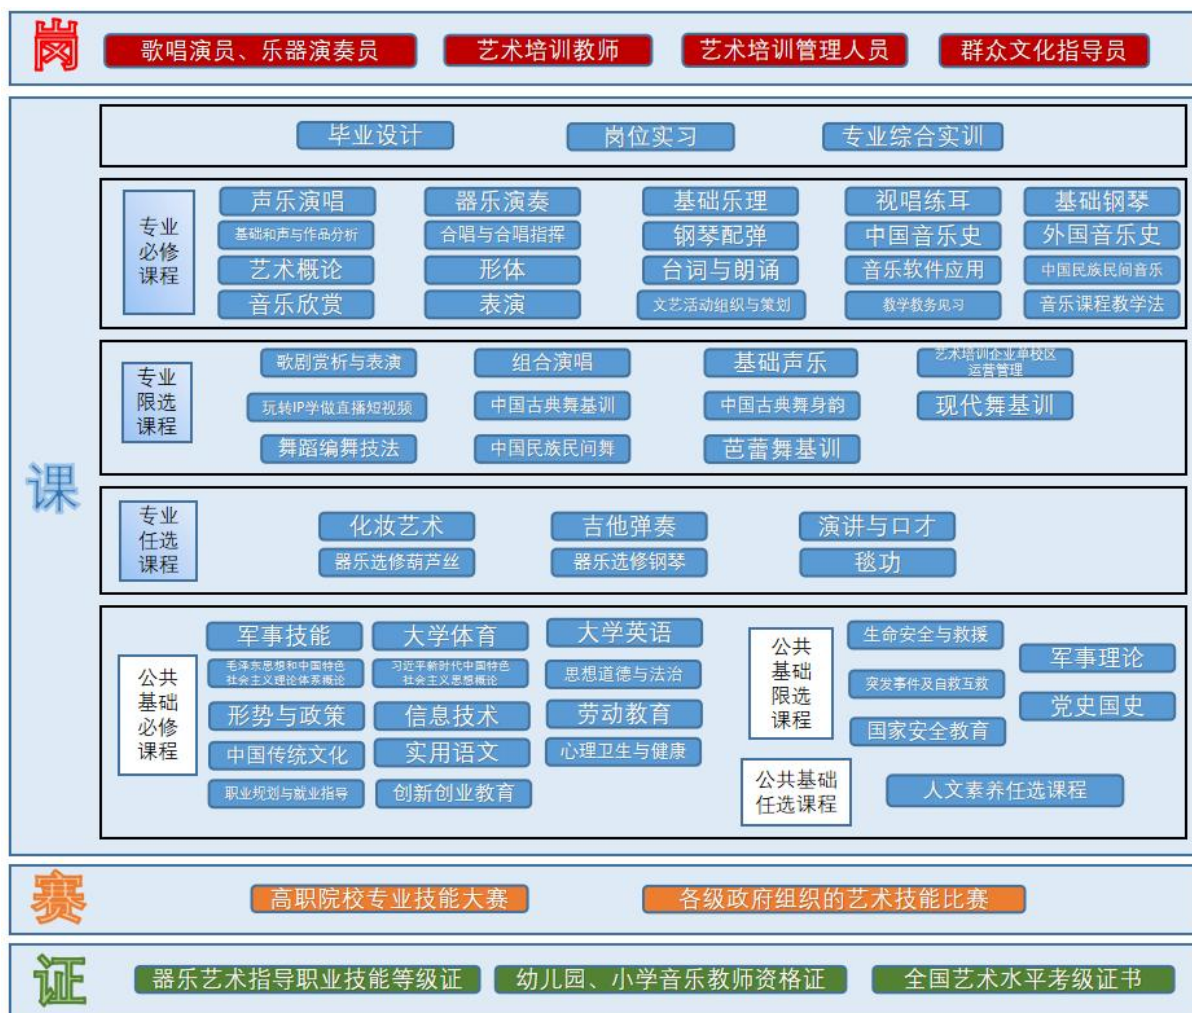 岗
歌唱演员、乐器演奏员
艺术培训教师
艺术培训管理人员
群众文化指导员
课
毕业设计
岗位实习
专业综合实训
专业
必修
课程
声乐演唱
器乐演奏
基础乐理
视唱练耳
基础钢琴
基础和声与作品分析
合唱与合唱指挥
钢琴配弹
中国音乐史
外国音乐史
艺术概论
形体
台词与朗诵
音乐软件应用
中国民族民间音乐
音乐欣赏
表演
文艺活动组织与策划
教学教务见习
音乐课程教学法
专业
限选
课程
歌剧赏析与表演
组合演唱
基础声乐
艺术培训企业单校区
运营管理
玩转IP学做直播短视频
中国古典舞基训
中国古典舞身韵
现代舞基训
舞蹈编舞技法
中国民族民间舞
芭蕾舞基训
专业
任选
课程
化妆艺术
吉他弹奏
演讲与口才
器乐选修葫芦丝
器乐选修钢琴
毯功
公共
基础
必修
课程
军事技能
大学体育
大学英语
毛泽东思想和中国特色
社会主义理论体系概论
习近平新时代中国特色
社会主义思想概论
思想道德与法治
形势与政策
信息技术
劳动教育
中国传统文化
实用语文
心理卫生与健康
职业规划与就业指导
创新创业教育
公共
基础
限选
课程
生命安全与救援
军事理论
突发事件及自救互救
党史国史
国家安全教育
公共基础
任选课程
人文素养任选课程
赛
高职院校专业技能大赛
各级政府组织的艺术技能比赛
证
器乐艺术指导职业技能等级证
幼儿园、小学音乐教师资格证
全国艺术水平考级证书